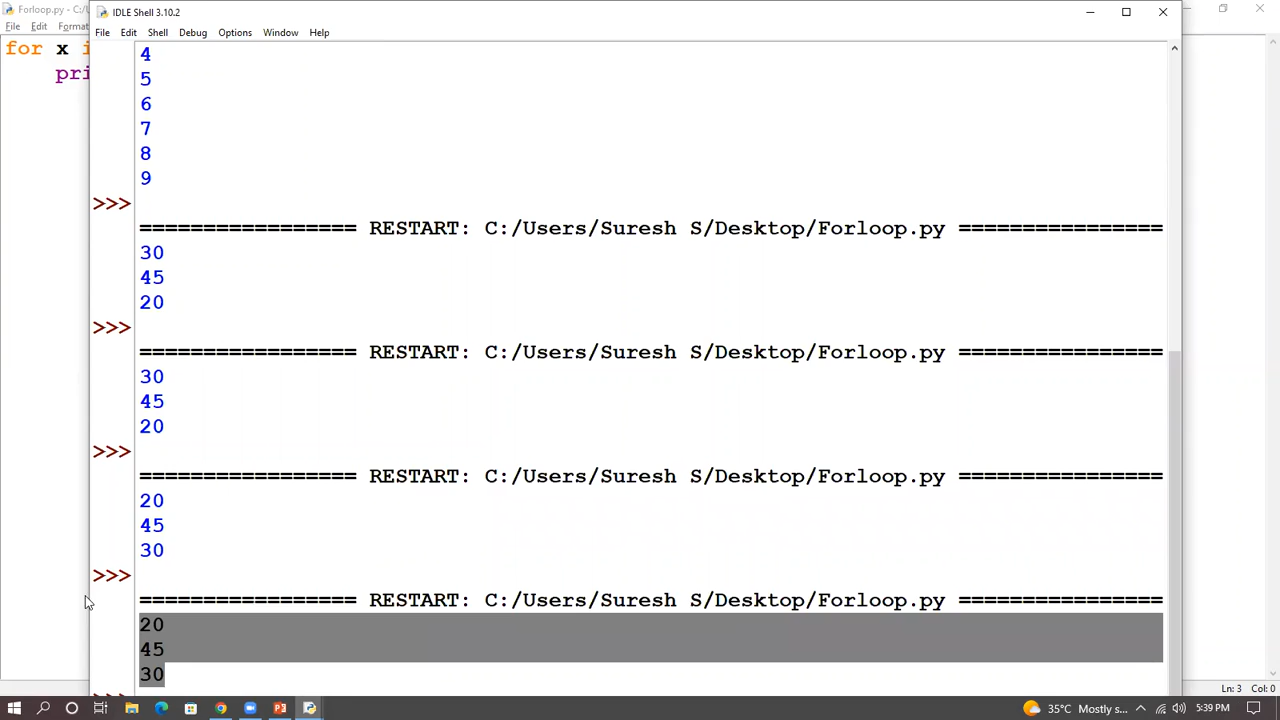 Forloop.py - C:/U
File Edit Format
for x i
pri
IDLE Shell 3.10.2
File Edit Shell Debug Options Window Help
4
5
6
7
8
9
>>>
================= RESTART: C:/Users/Suresh S/Desktop/Forloop.py ================
30
45
20
>>>
================= RESTART: C:/Users/Suresh S/Desktop/Forloop.py ================
30
45
20
>>>
================= RESTART: C:/Users/Suresh S/Desktop/Forloop.py ================
20
45
30
>>>
================= RESTART: C:/Users/Suresh S/Desktop/Forloop.py ================
20
45
30
>>>
Ln: 3 Col: 0
35°C Mostly s... 5:39 PM